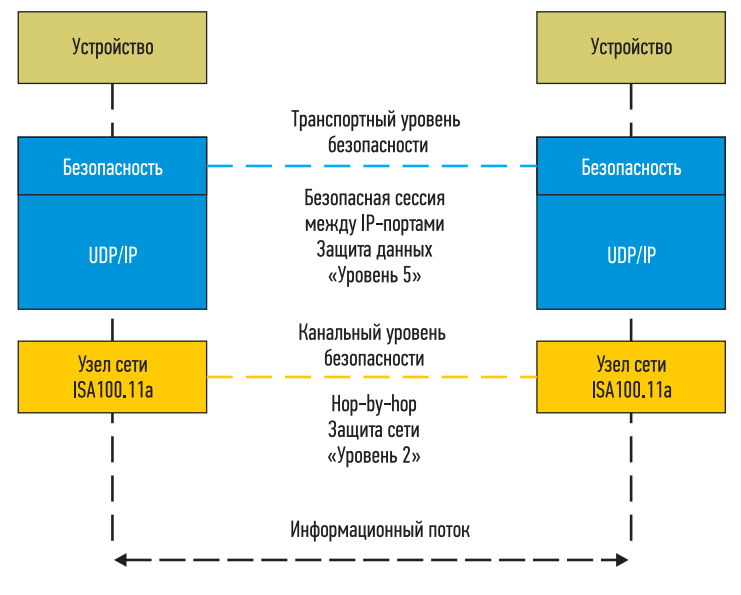 Устройство
Устройство
Транспортный уровень
безопасности
Безопасность
Безопасность
Безопасная сессия
между IP-портами
Защита данных
«Уровень 5»
UDP/IP
UDP/IP
Канальный уровень
безопасности
Узел сети
ISA100.11a
Узел сети
ISA100.11a
Hop-by-hop
Защита сети
«Уровень 2»
Информационный поток